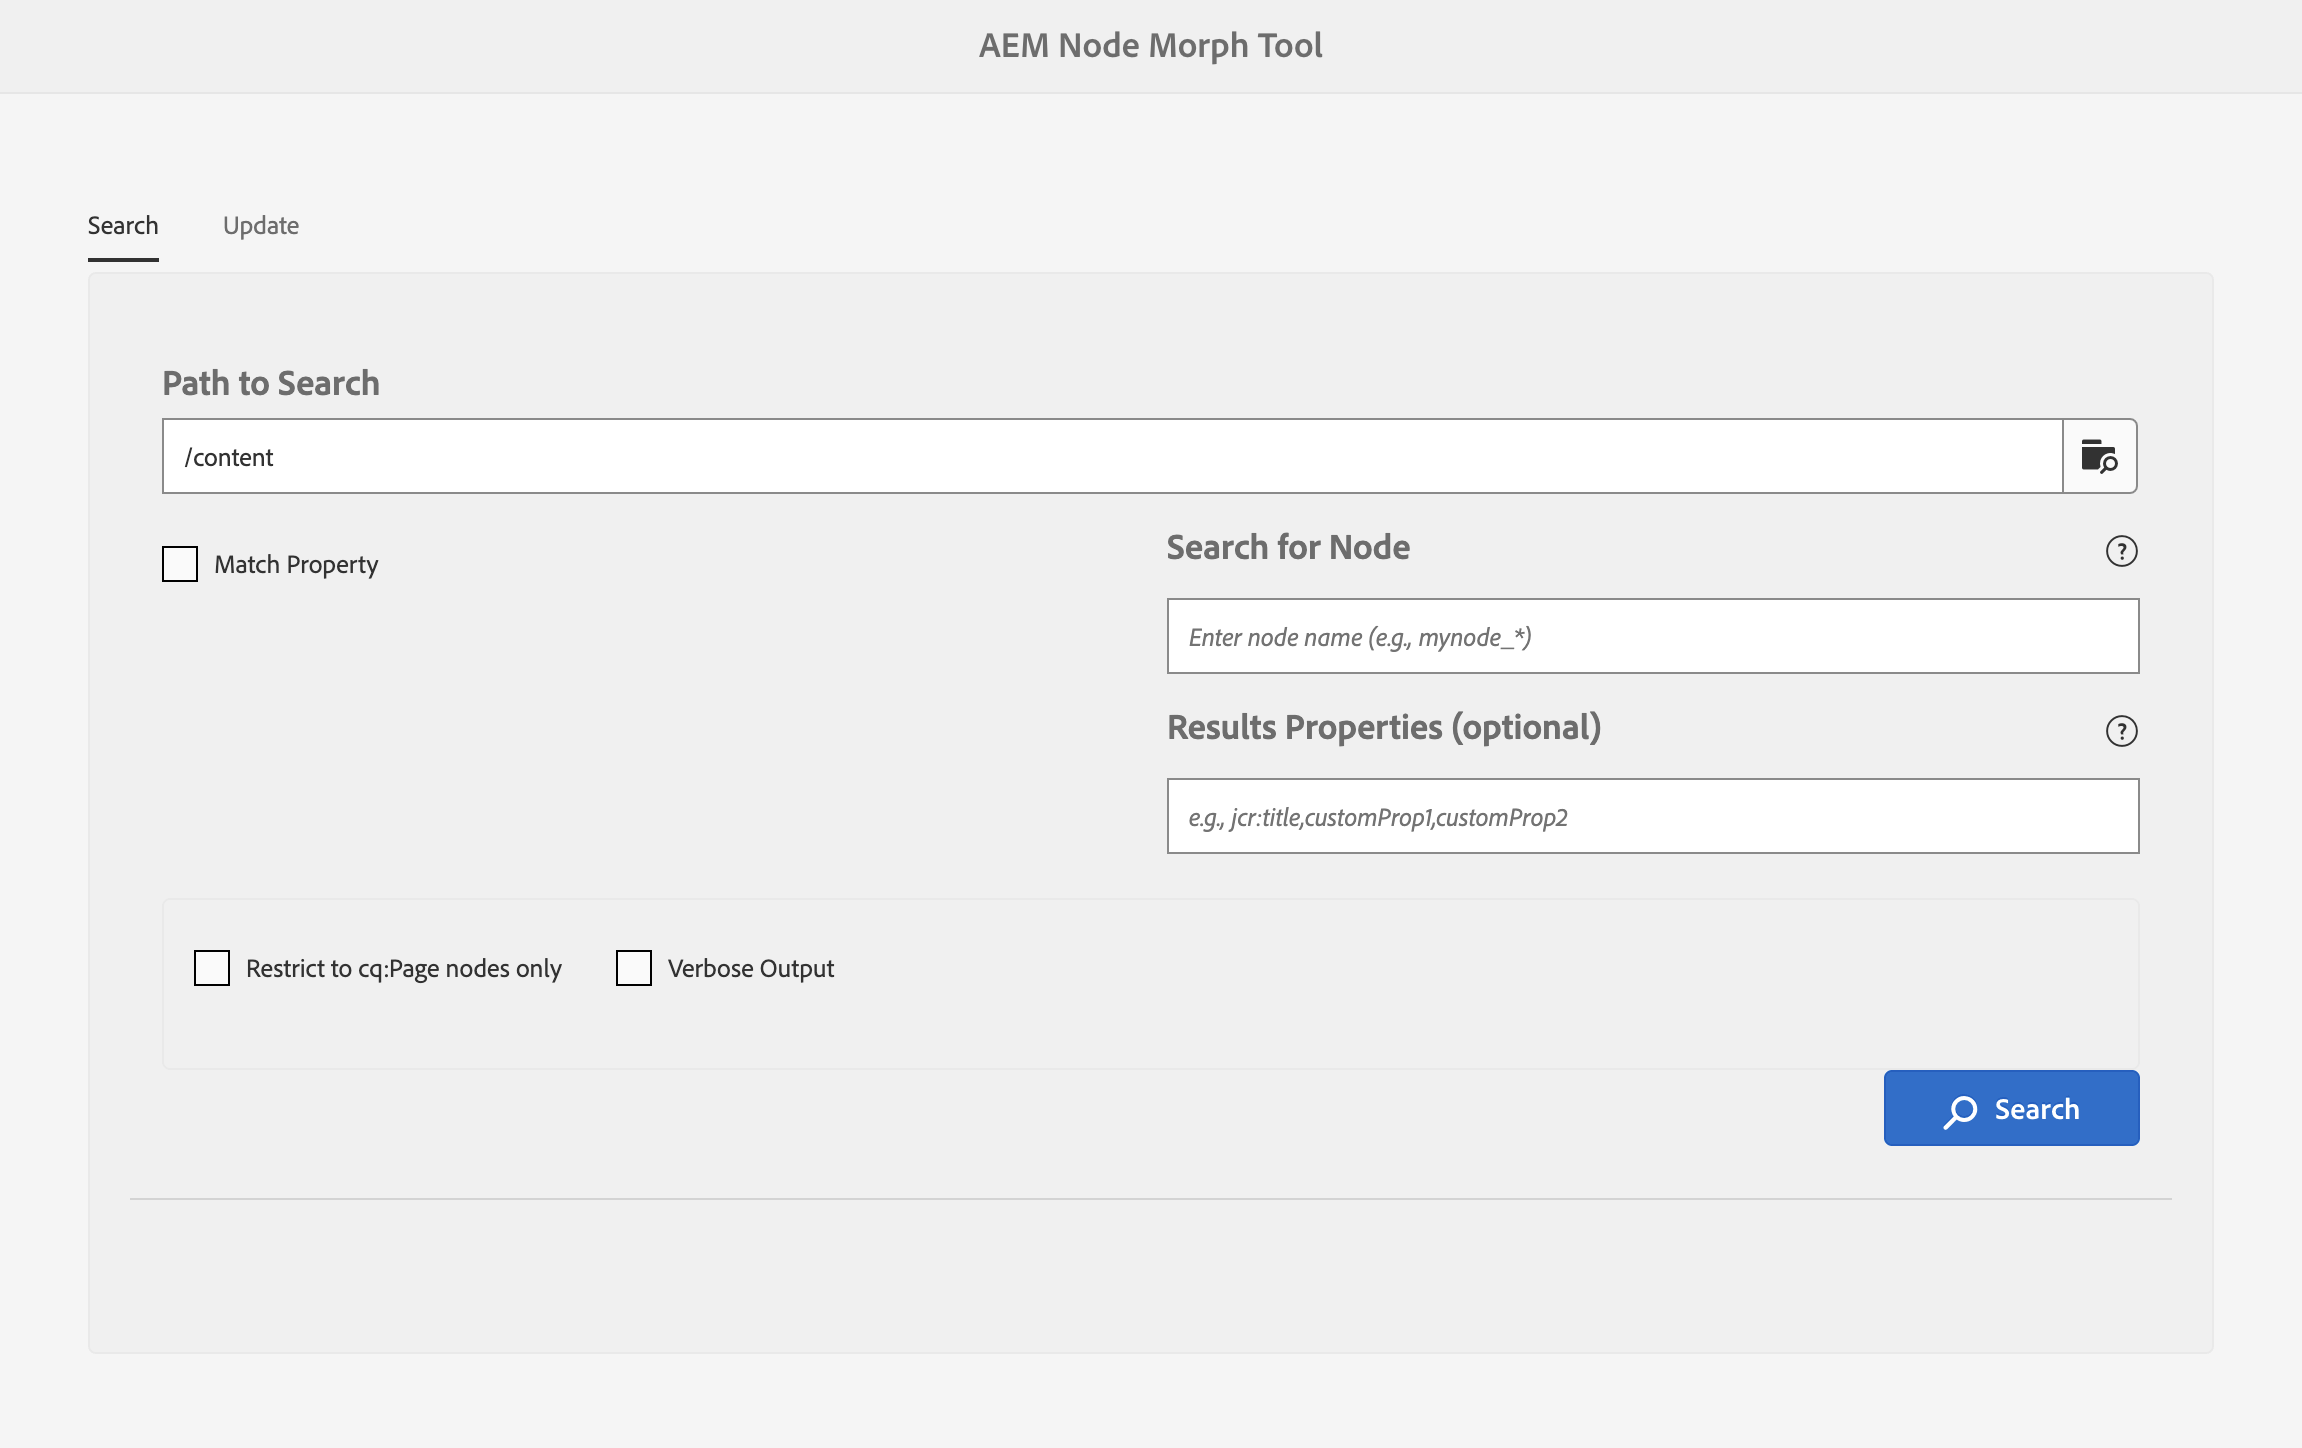 AEM Node Morph Tool
Search
Update
Path to Search
/content
Match Property
Search for Node
?
Enter node name (e.g., mynode_*)
Results Properties (optional)
?
e.g., jcr:title,customProp1,customProp2
Restrict to cq:Page nodes only
Verbose Output
Search